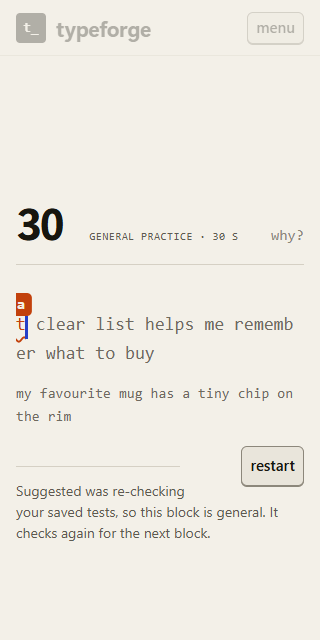 t_ typeforge menu
30 GENERAL PRACTICE · 30 S why?
a
t clear list helps me rememb
er what to buy
my favourite mug has a tiny chip on
the rim
restart
Suggested was re-checking
your saved tests, so this block is general. It
checks again for the next block.